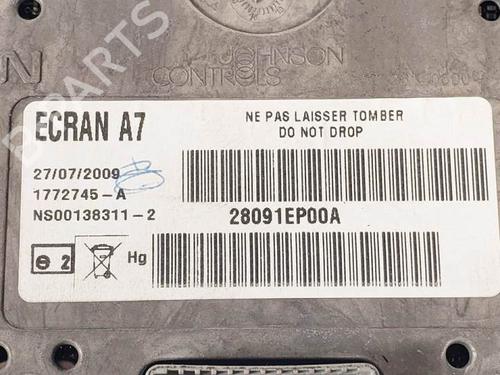 JOHNSON
CONTROLS
B-PARTS
ECRAN A7
NE PAS LAISSER TOMBER
DO NOT DROP
27/07/2009
1772745-A
NS00138311-2
28091EP00A
2
Hg